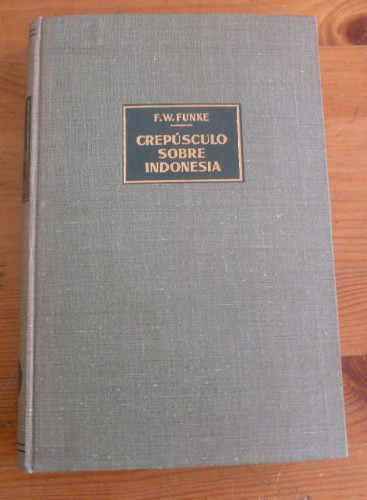 F. W. FUNKE
CREPÚSCULO
SOBRE
INDONESIA